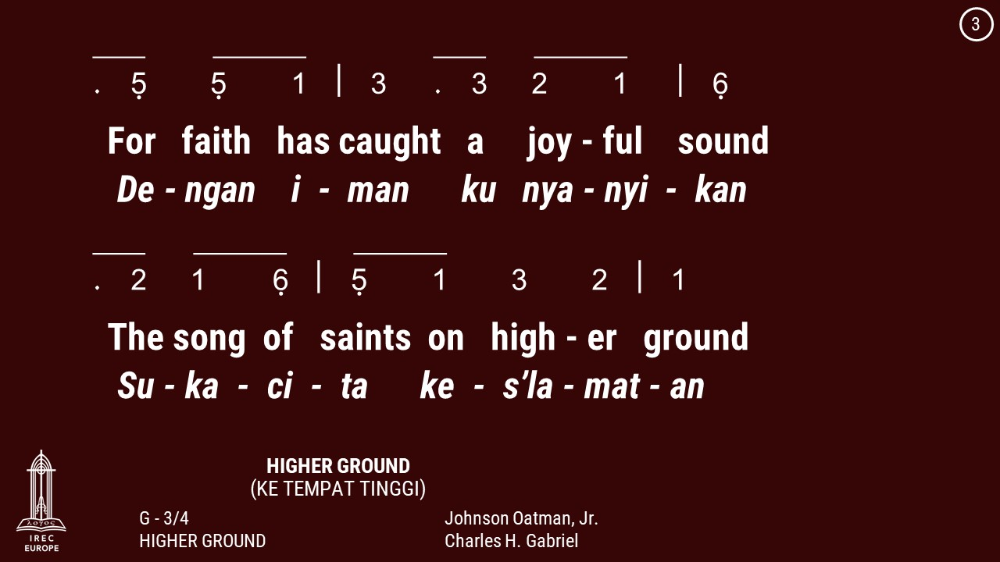 3
. 5̣ 5̣ 1 | 3 . 3 2 1 | 6̣
For faith has caught a joy - ful sound
De - ngan i - man ku nya - nyi - kan
. 2 1 6̣ | 5̣ 1 3 2 | 1
The song of saints on high - er ground
Su - ka - ci - ta ke - s’la - mat - an
HIGHER GROUND
(KE TEMPAT TINGGI)
G - 3/4
HIGHER GROUND
Johnson Oatman, Jr.
Charles H. Gabriel
λογος
IREC
EUROPE